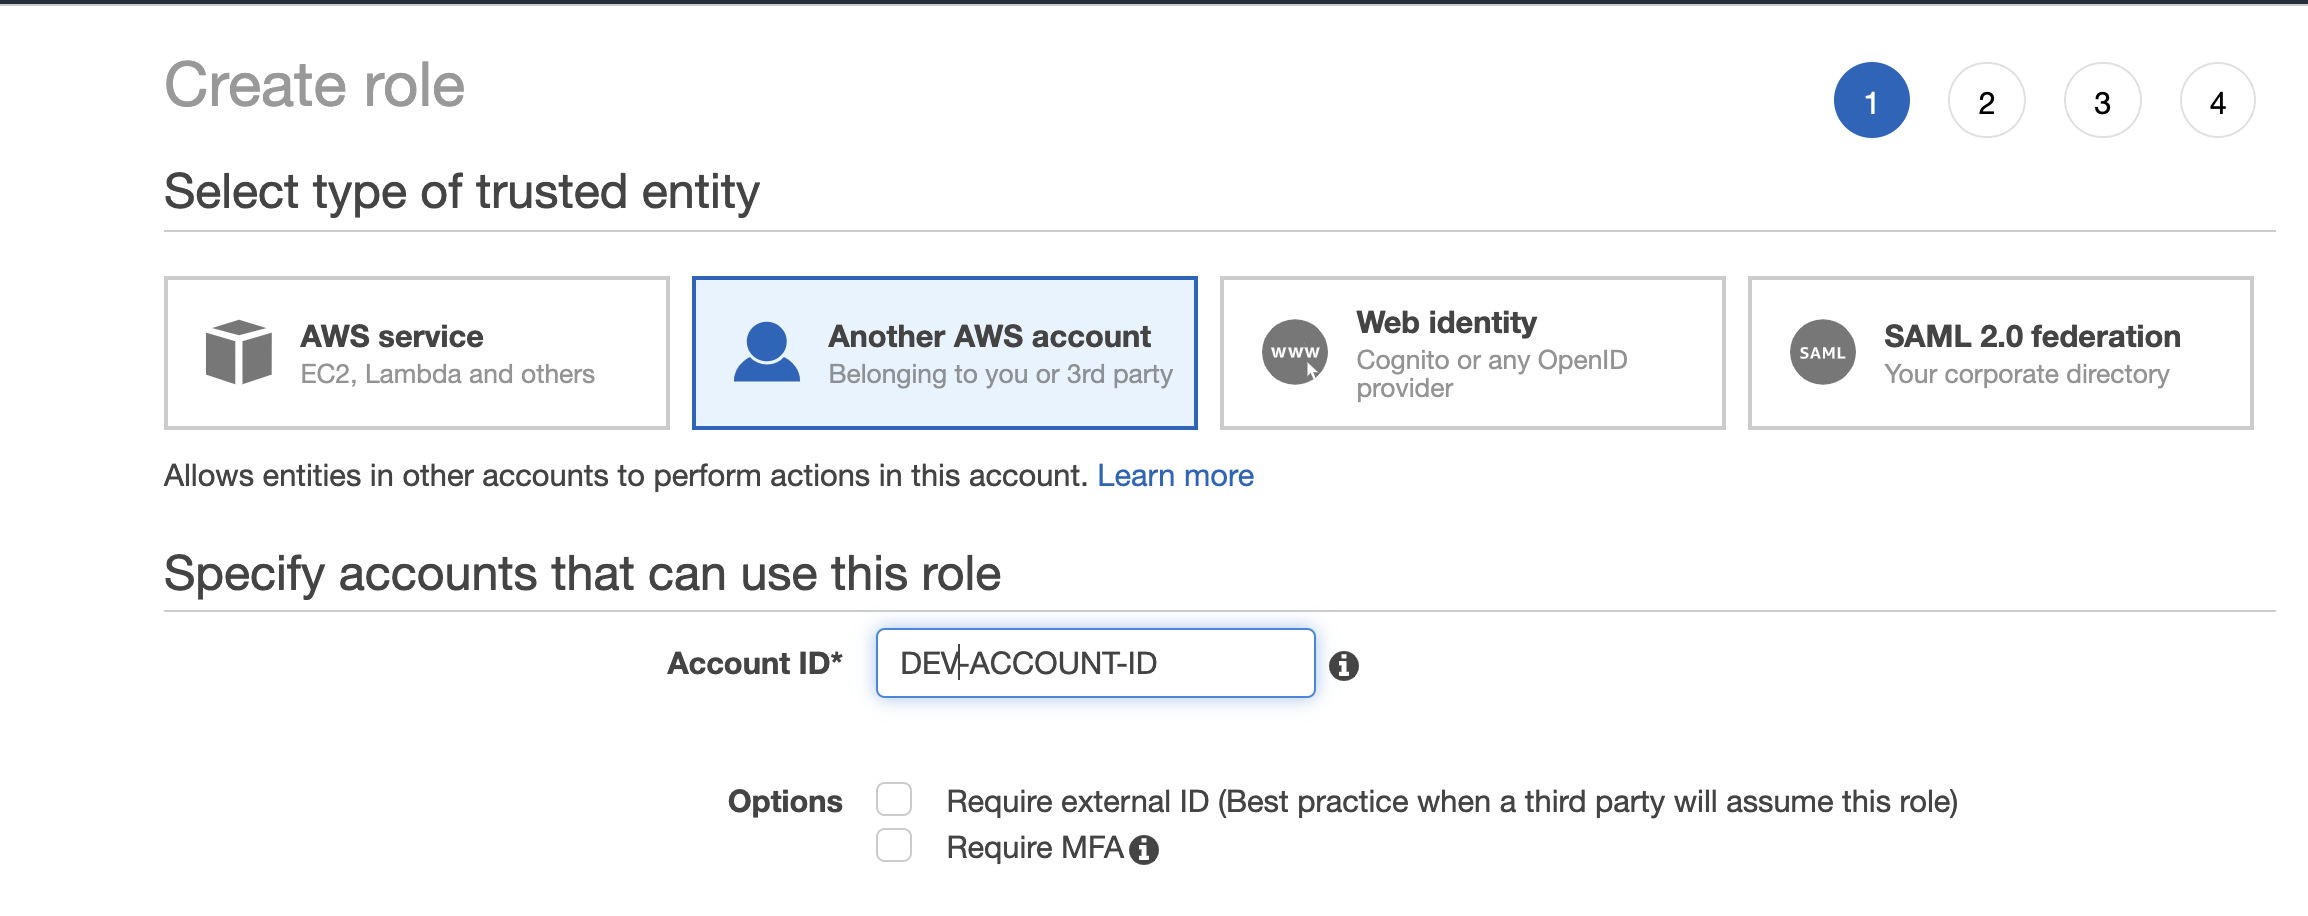 Create role
1 2 3 4
Select type of trusted entity
AWS service
EC2, Lambda and others
Another AWS account
Belonging to you or 3rd party
www
Web identity
Cognito or any OpenID
provider
SAML
SAML 2.0 federation
Your corporate directory
Allows entities in other accounts to perform actions in this account. Learn more
Specify accounts that can use this role
Account ID* DEV-ACCOUNT-ID i
Options Require external ID (Best practice when a third party will assume this role)
Require MFA i